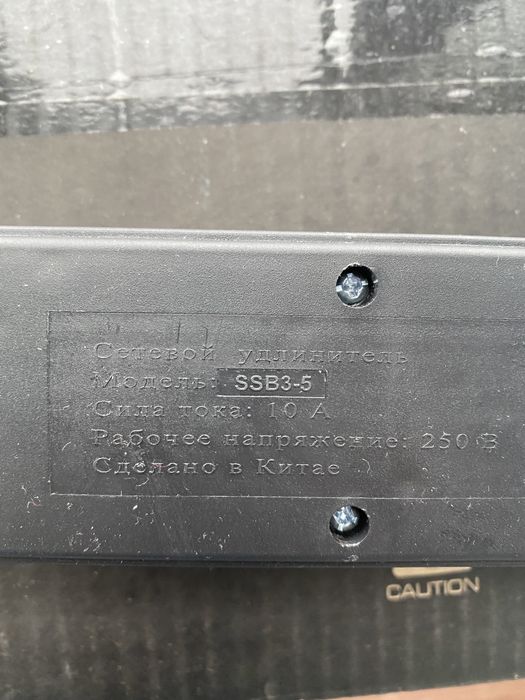 Сетевой удлинитель
Модель: SSB3-5
Сила тока: 10 А
Рабочее напряжение: 250 В
Сделано в Китае
CAUTION